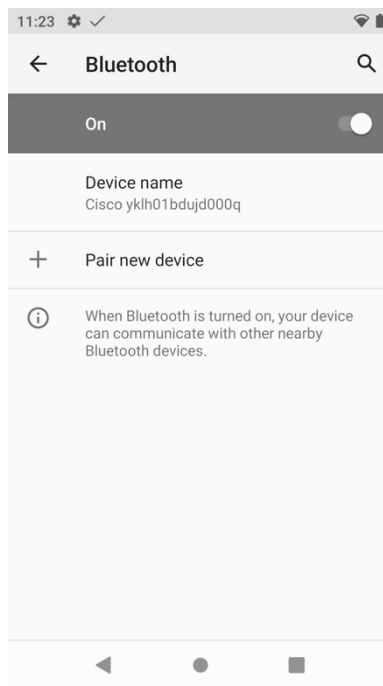 11:23
Bluetooth
On
Device name
Cisco yklh01bdujd000q
Pair new device
When Bluetooth is turned on, your device
can communicate with other nearby
Bluetooth devices.